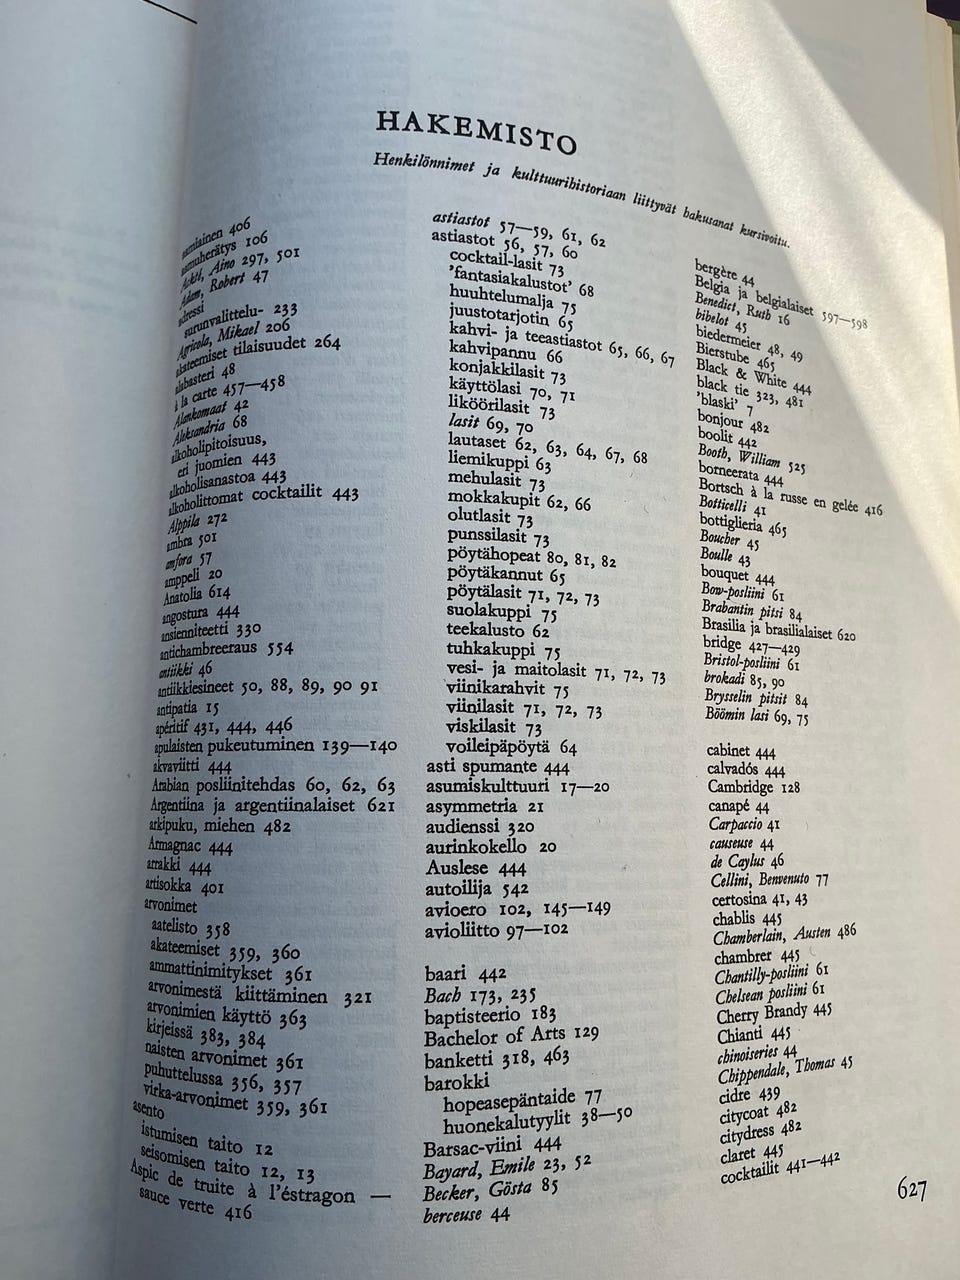 HAKEMISTO
Henkilönnimet ja kulttuurihistoriaan liittyvät hakusanat kursivoitu.
aamiainen 406
aamuherätys 106
Ackté, Aino 297, 501
Adam, Robert 47
adressi
surunvalittelu- 233
Agricola, Mikael 206
akateemiset tilaisuudet 264
alabasteri 48
à la carte 457—458
Alankomaat 42
Aleksandria 68
alkoholipitoisuus,
eri juomien 443
alkoholisanastoa 443
alkoholittomat cocktailit 443
Alppila 272
ambra 501
amfora 57
amppeli 20
Anatolia 614
angostura 444
ansienniteetti 330
antichambreeraus 554
antiikki 46
antiikkiesineet 50, 88, 89, 90 91
antipatia 15
apéritif 431, 444, 446
apulaisten pukeutuminen 139—140
akvaviitti 444
Arabian posliinitehdas 60, 62, 63
Argentiina ja argentiinalaiset 621
arkipuku, miehen 482
Armagnac 444
arrakki 444
artisokka 401
arvonimet
aatelisto 358
akateemiset 359, 360
ammattinimitykset 361
arvonimestä kiittäminen 321
arvonimien käyttö 363
kirjeissä 383, 384
naisten arvonimet 361
puhuttelussa 356, 357
virka-arvonimet 359, 361
asento
istumisen taito 12
seisomisen taito 12, 13
Aspic de truite à l'éstragon —
sauce verte 416
astiastot 57—59, 61, 62
astiastot 56, 57, 60
cocktail-lasit 73
'fantasiakalustot' 68
huuhtelumalja 75
juustotarjotin 65
kahvi- ja teeastiastot 65, 66, 67
kahvipannu 66
konjakkilasit 73
käyttölasi 70, 71
liköörilasit 73
lasit 69, 70
lautaset 62, 63, 64, 67, 68
liemikuppi 63
mehulasit 73
mokkakupit 62, 66
olutlasit 73
punssilasit 73
pöytähopeat 80, 81, 82
pöytäkannut 65
pöytälasit 71, 72, 73
suolakuppi 75
teekalusto 62
tuhkakuppi 75
vesi- ja maitolasit 71, 72, 73
viinikarahvit 75
viinilasit 71, 72, 73
viskilasit 73
voileipäpöytä 64
asti spumante 444
asumiskulttuuri 17—20
asymmetria 21
audienssi 320
aurinkokello 20
Auslese 444
autoilija 542
avioero 102, 145—149
avioliitto 97—102
baari 442
Bach 173, 235
baptisteerio 183
Bachelor of Arts 129
banketti 318, 463
barokki
hopeasepäntaide 77
huonekalutyylit 38—50
Barsac-viini 444
Bayard, Emile 23, 52
Becker, Gösta 85
berceuse 44
bergère 44
Belgia ja belgialaiset 597—598
Benedict, Ruth 16
bibelot 45
biedermeier 48, 49
Bierstube 465
Black & White 444
black tie 323, 481
'blaski' 7
bonjour 482
boolit 442
Booth, William 525
borneerata 444
Bortsch à la russe en gelée 416
Botticelli 41
bottiglieria 465
Boucher 45
Boulle 43
bouquet 444
Bow-posliini 61
Brabantin pitsi 84
Brasilia ja brasilialaiset 620
bridge 427—429
Bristol-posliini 61
brokadi 85, 90
Brysselin pitsit 84
Böömin lasi 69, 75
cabinet 444
calvadós 444
Cambridge 128
canapé 44
Carpaccio 41
causeuse 44
de Caylus 46
Cellini, Benvenuto 77
certosina 41, 43
chablis 445
Chamberlain, Austen 486
chambrer 445
Chantilly-posliini 61
Chelsean posliini 61
Cherry Brandy 445
Chianti 445
chinoiseries 44
Chippendale, Thomas 45
cidre 439
citycoat 482
citydress 482
claret 445
cocktailit 441—442
627